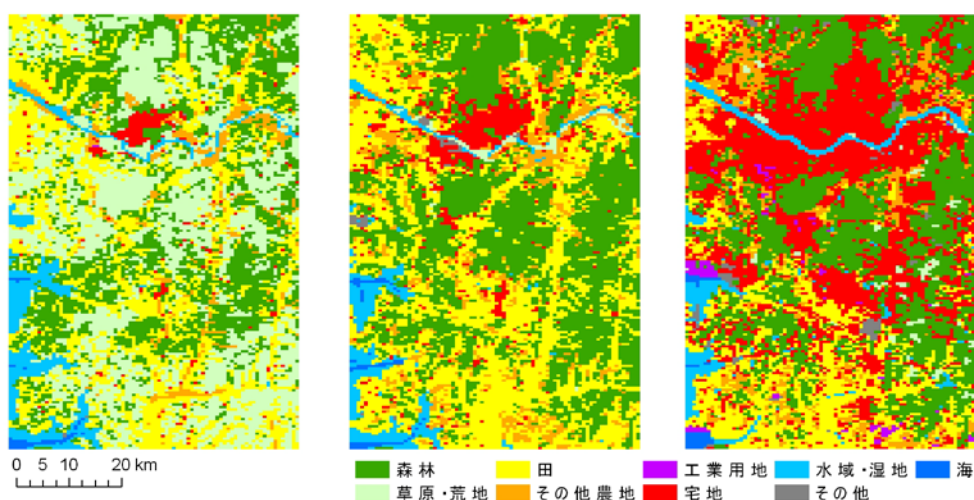 0 5 10 20 km
森林 田 工業用地 水域・湿地 海
草原・荒地 その他農地 宅地 その他